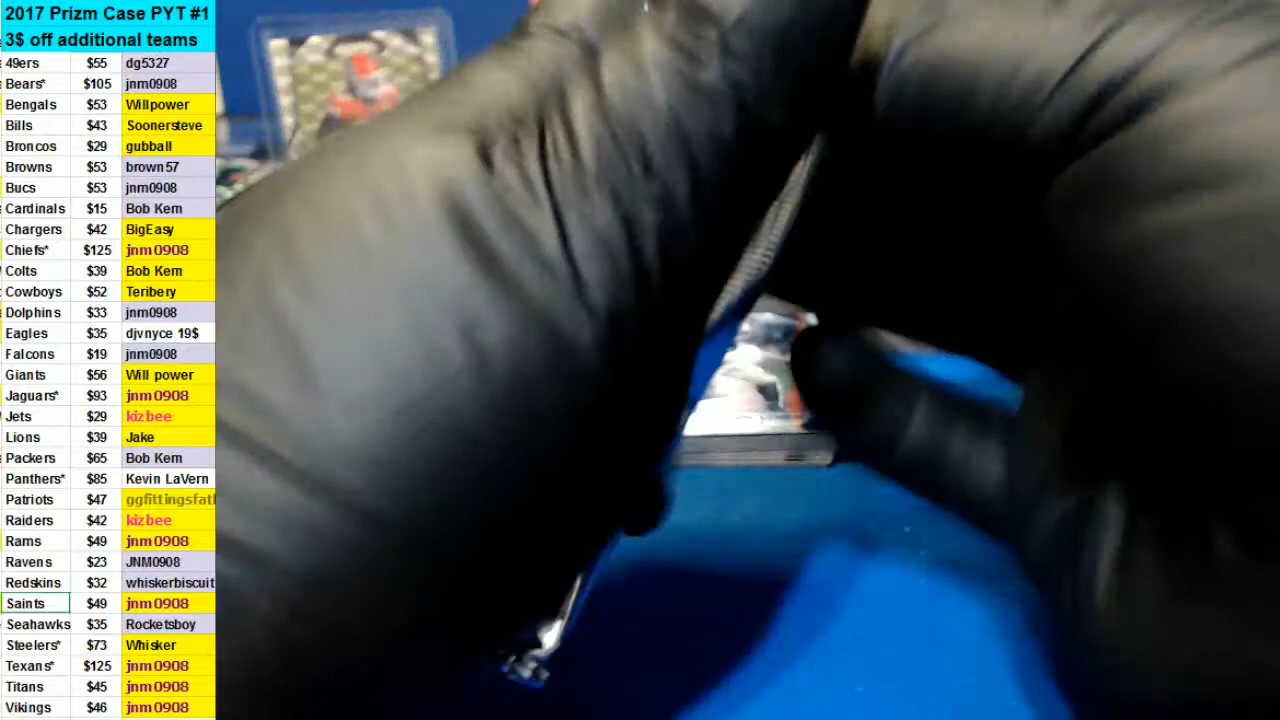 2017 Prizm Case PYT #1
3$ off additional teams
49ers $55 dg5327
Bears* $105 jnm0908
Bengals $53 Willpower
Bills $43 Soonersteve
Broncos $29 gubball
Browns $53 brown57
Bucs $53 jnm0908
Cardinals $15 Bob Kem
Chargers $42 BigEasy
Chiefs* $125 jnm0908
Colts $39 Bob Kem
Cowboys $52 Teribery
Dolphins $33 jnm0908
Eagles $35 djvnyce 19$
Falcons $19 jnm0908
Giants $56 Will power
Jaguars* $93 jnm0908
Jets $29 kizbee
Lions $39 Jake
Packers $65 Bob Kem
Panthers* $85 Kevin LaVern
Patriots $47 ggfittingsfatl
Raiders $42 kizbee
Rams $49 jnm0908
Ravens $23 JNM0908
Redskins $32 whiskerbiscuit
Saints $49 jnm0908
Seahawks $35 Rocketsboy
Steelers* $73 Whisker
Texans* $125 jnm0908
Titans $45 jnm0908
Vikings $46 jnm0908